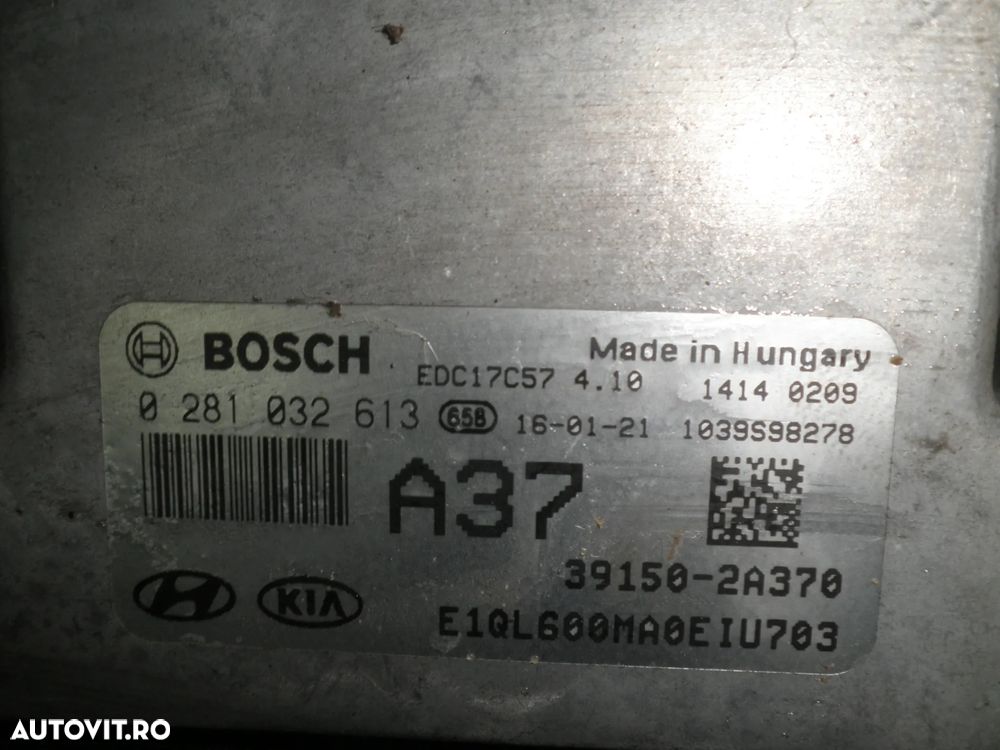 BOSCH
Made in Hungary
EDC17C57 4.10 1414 0209
0 281 032 613 658 16-01-21 1039S98278
A37
39150-2A370
KIA
E1QL600MA0EIU703
AUTOVIT.RO